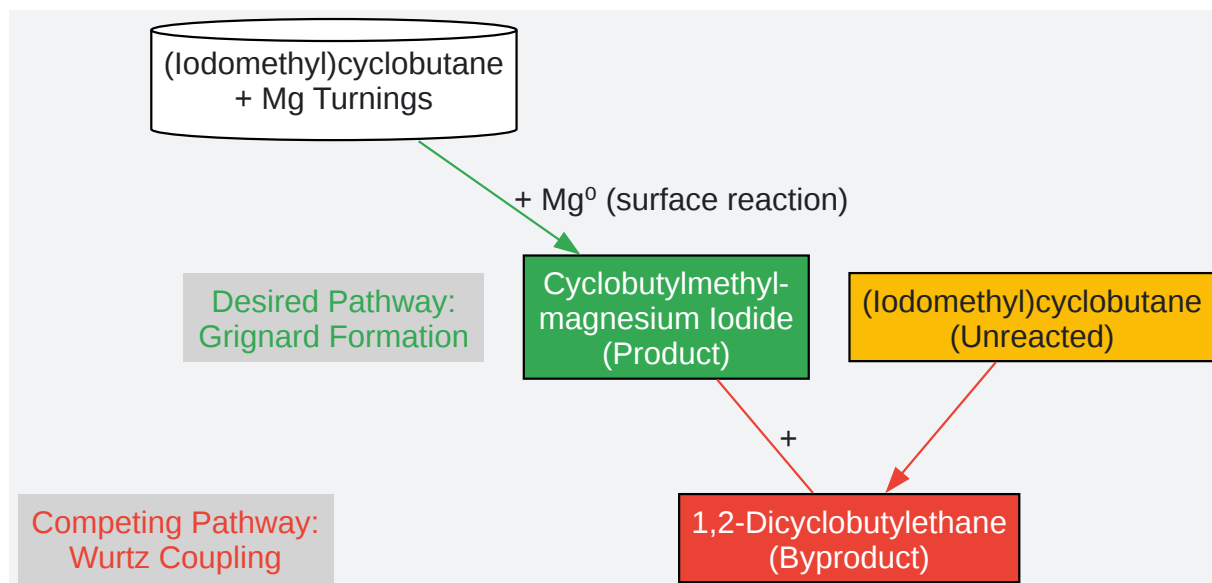 (Iodomethyl)cyclobutane
+ Mg Turnings
+ Mg⁰ (surface reaction)
Desired Pathway:
Grignard Formation
Cyclobutylmethyl-
magnesium Iodide
(Product)
(Iodomethyl)cyclobutane
(Unreacted)
+
Competing Pathway:
Wurtz Coupling
1,2-Dicyclobutylethane
(Byproduct)